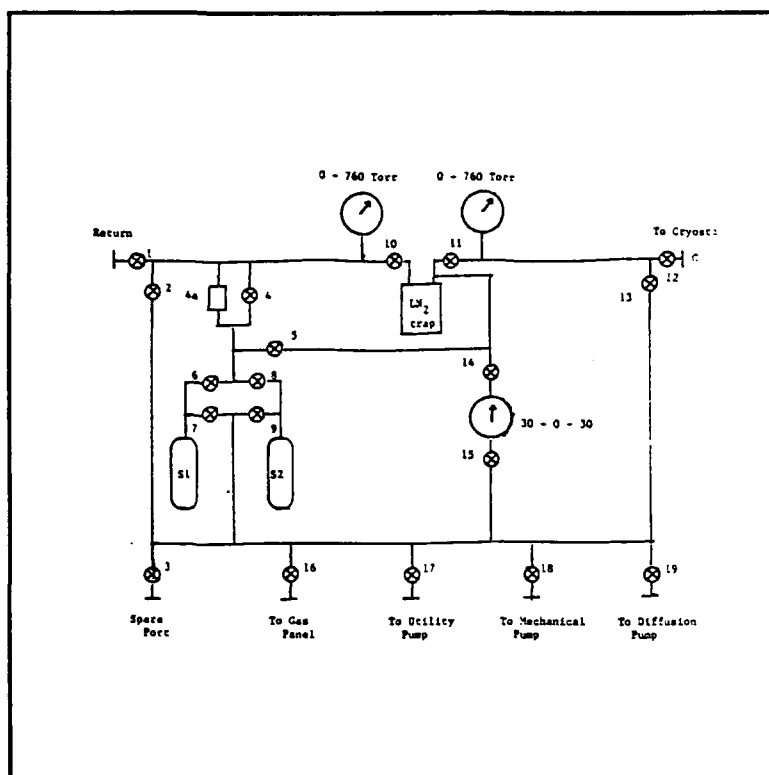 0 - 760 Torr 0 - 760 Torr
Return
To Cryost
1 10 11
C
12
2 4a 4 13
LN2
trap
5
14
6 8
30 - 0 - 30
7 9
15
S1 S2
3 16 17 18 19
Spare To Gas To Utility To Mechanical To Diffusion
Port Panel Pump Pump Pump